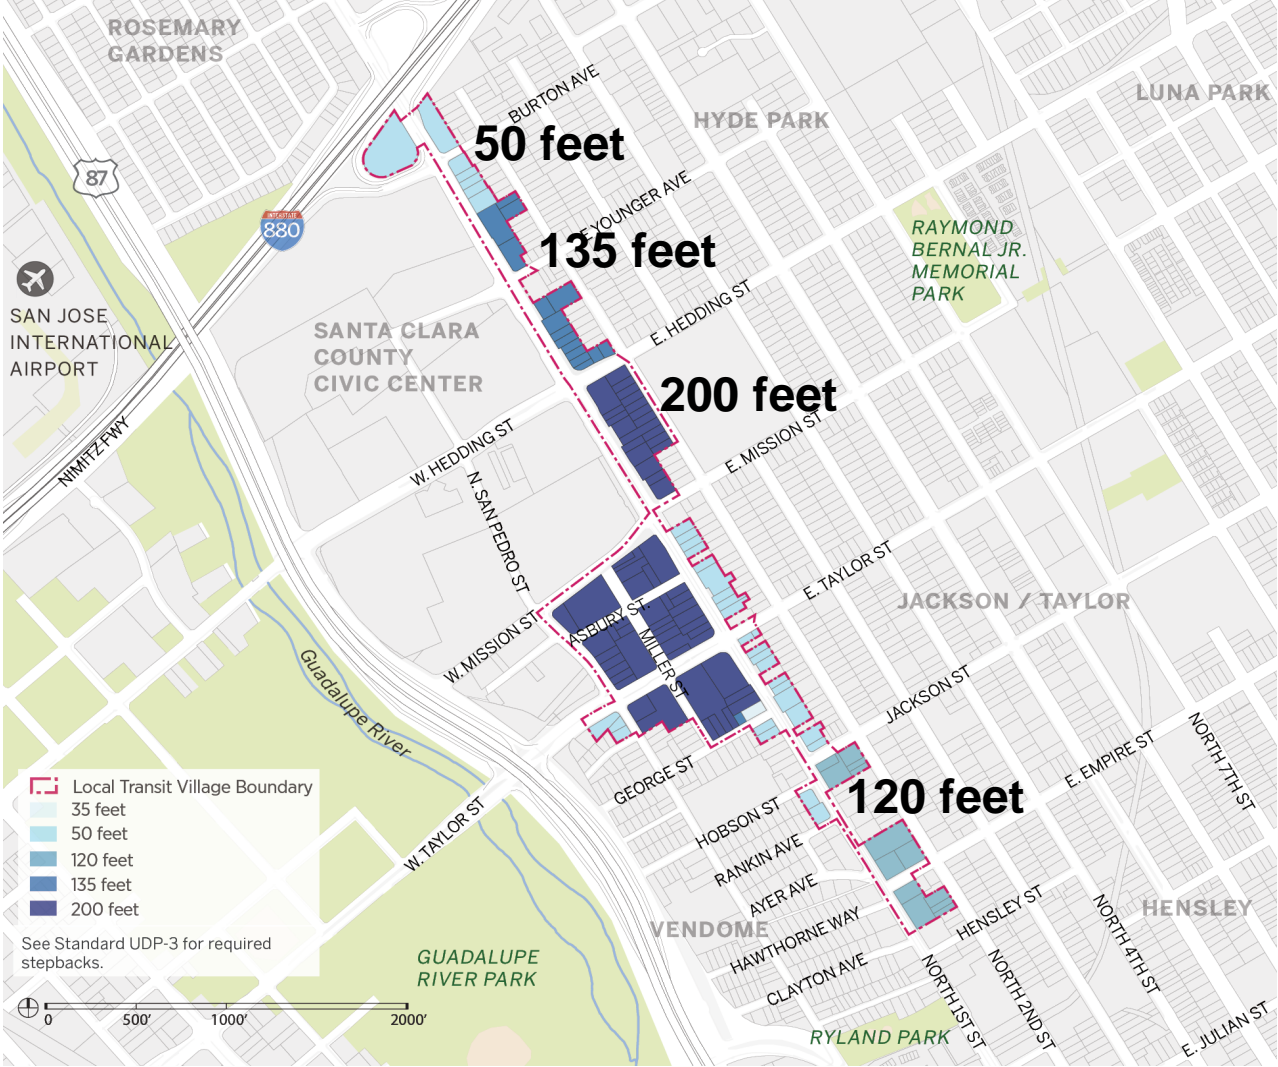 ROSEMARY
GARDENS
BURTON AVE
HYDE PARK
LUNA PARK
50 feet
87
INTERSTATE
880
E YOUNGER AVE
135 feet
RAYMOND
BERNAL JR.
MEMORIAL
PARK
SAN JOSE
INTERNATIONAL
AIRPORT
SANTA CLARA
COUNTY
CIVIC CENTER
E. HEDDING ST
200 feet
NIMITZ FWY
W. HEDDING ST
E. MISSION ST
N. SAN PEDRO ST
E. TAYLOR ST
JACKSON / TAYLOR
W. MISSION ST
ASBURY ST.
MILLER ST
Guadalupe River
JACKSON ST
NORTH 7TH ST
E. EMPIRE ST
GEORGE ST
120 feet
HOBSON ST
RANKIN AVE
AYER AVE
W. TAYLOR ST
Local Transit Village Boundary
35 feet
50 feet
120 feet
135 feet
200 feet
See Standard UDP-3 for required
stepbacks.
VENDOME
HAWTHORNE WAY
CLAYTON AVE
HENSLEY ST
HENSLEY
NORTH 4TH ST
GUADALUPE
RIVER PARK
NORTH 1ST ST
NORTH 2ND ST
RYLAND PARK
E. JULIAN ST
0 500' 1000' 2000'